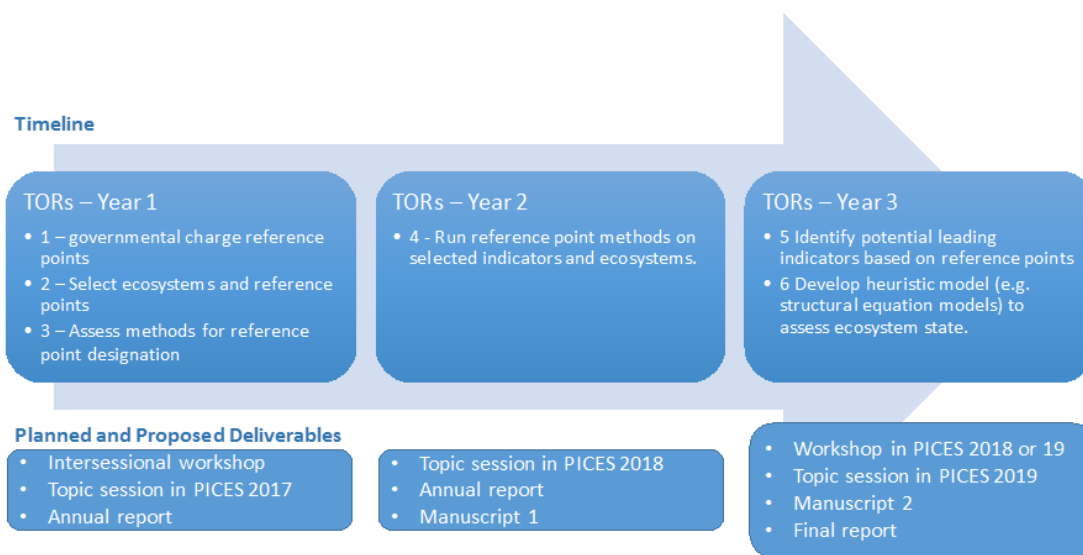 Timeline
TORs – Year 1
• 1 – governmental charge reference
points
• 2 – Select ecosystems and reference
points
• 3 – Assess methods for reference
point designation
TORs – Year 2
• 4 - Run reference point methods on
selected indicators and ecosystems.
TORs – Year 3
• 5 Identify potential leading
indicators based on reference points
• 6 Develop heuristic model (e.g.
structural equation models) to
assess ecosystem state.
Planned and Proposed Deliverables
• Intersessional workshop
• Topic session in PICES 2017
• Annual report
• Topic session in PICES 2018
• Annual report
• Manuscript 1
• Workshop in PICES 2018 or 19
• Topic session in PICES 2019
• Manuscript 2
• Final report